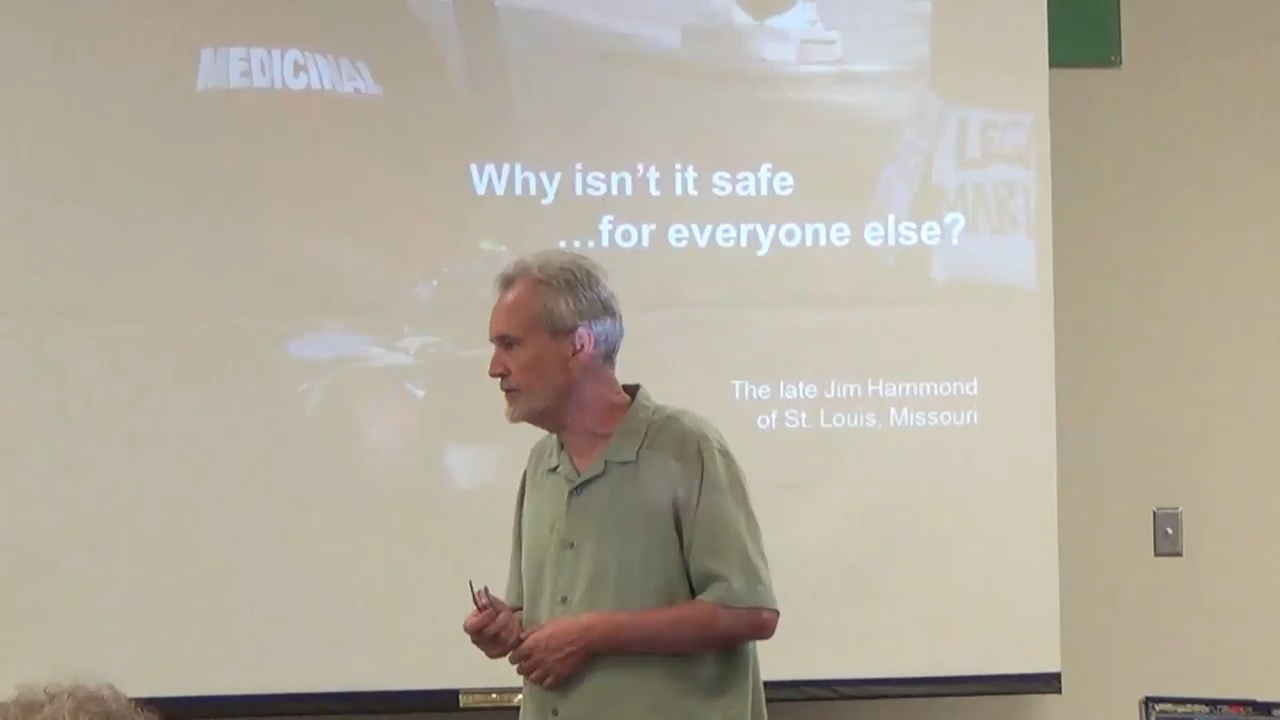 MEDICINAL
Why isn't it safe
...for everyone else?
The late Jim Hammond
of St. Louis, Missouri